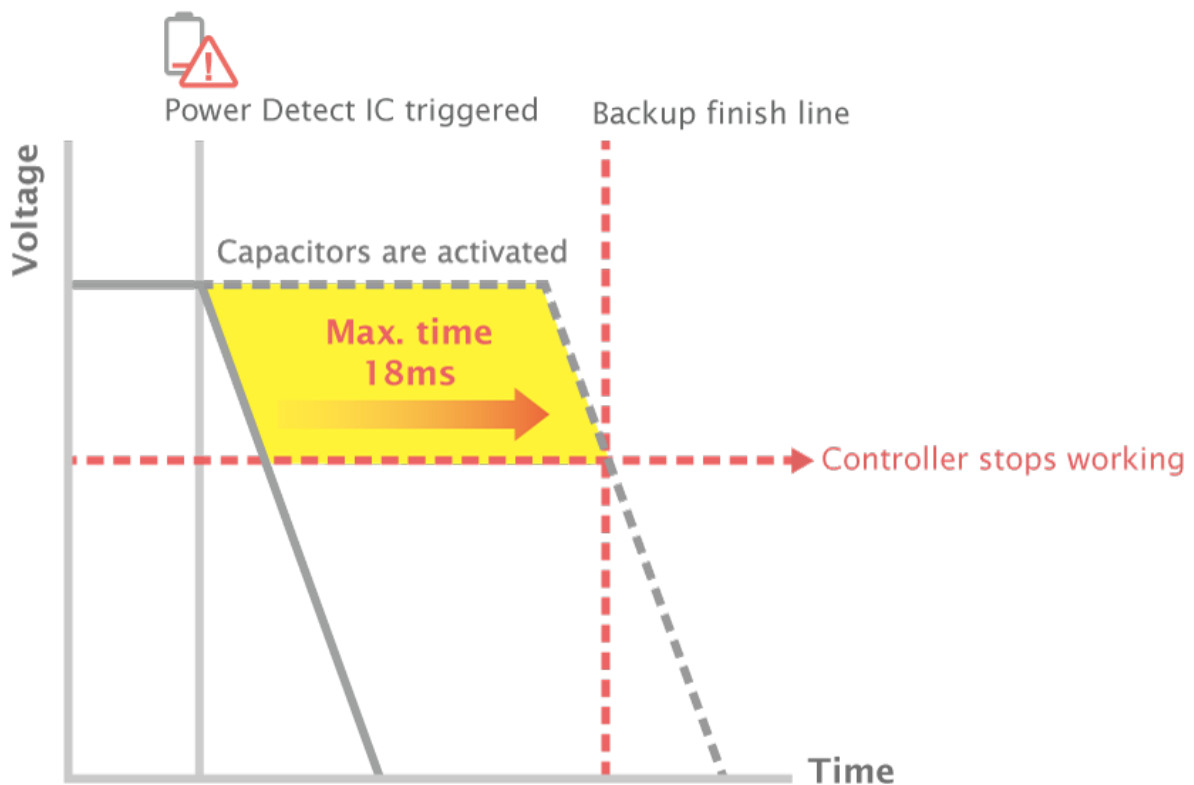 Power Detect IC triggered
Backup finish line
Voltage
Capacitors are activated
Max. time
18ms
Controller stops working
Time